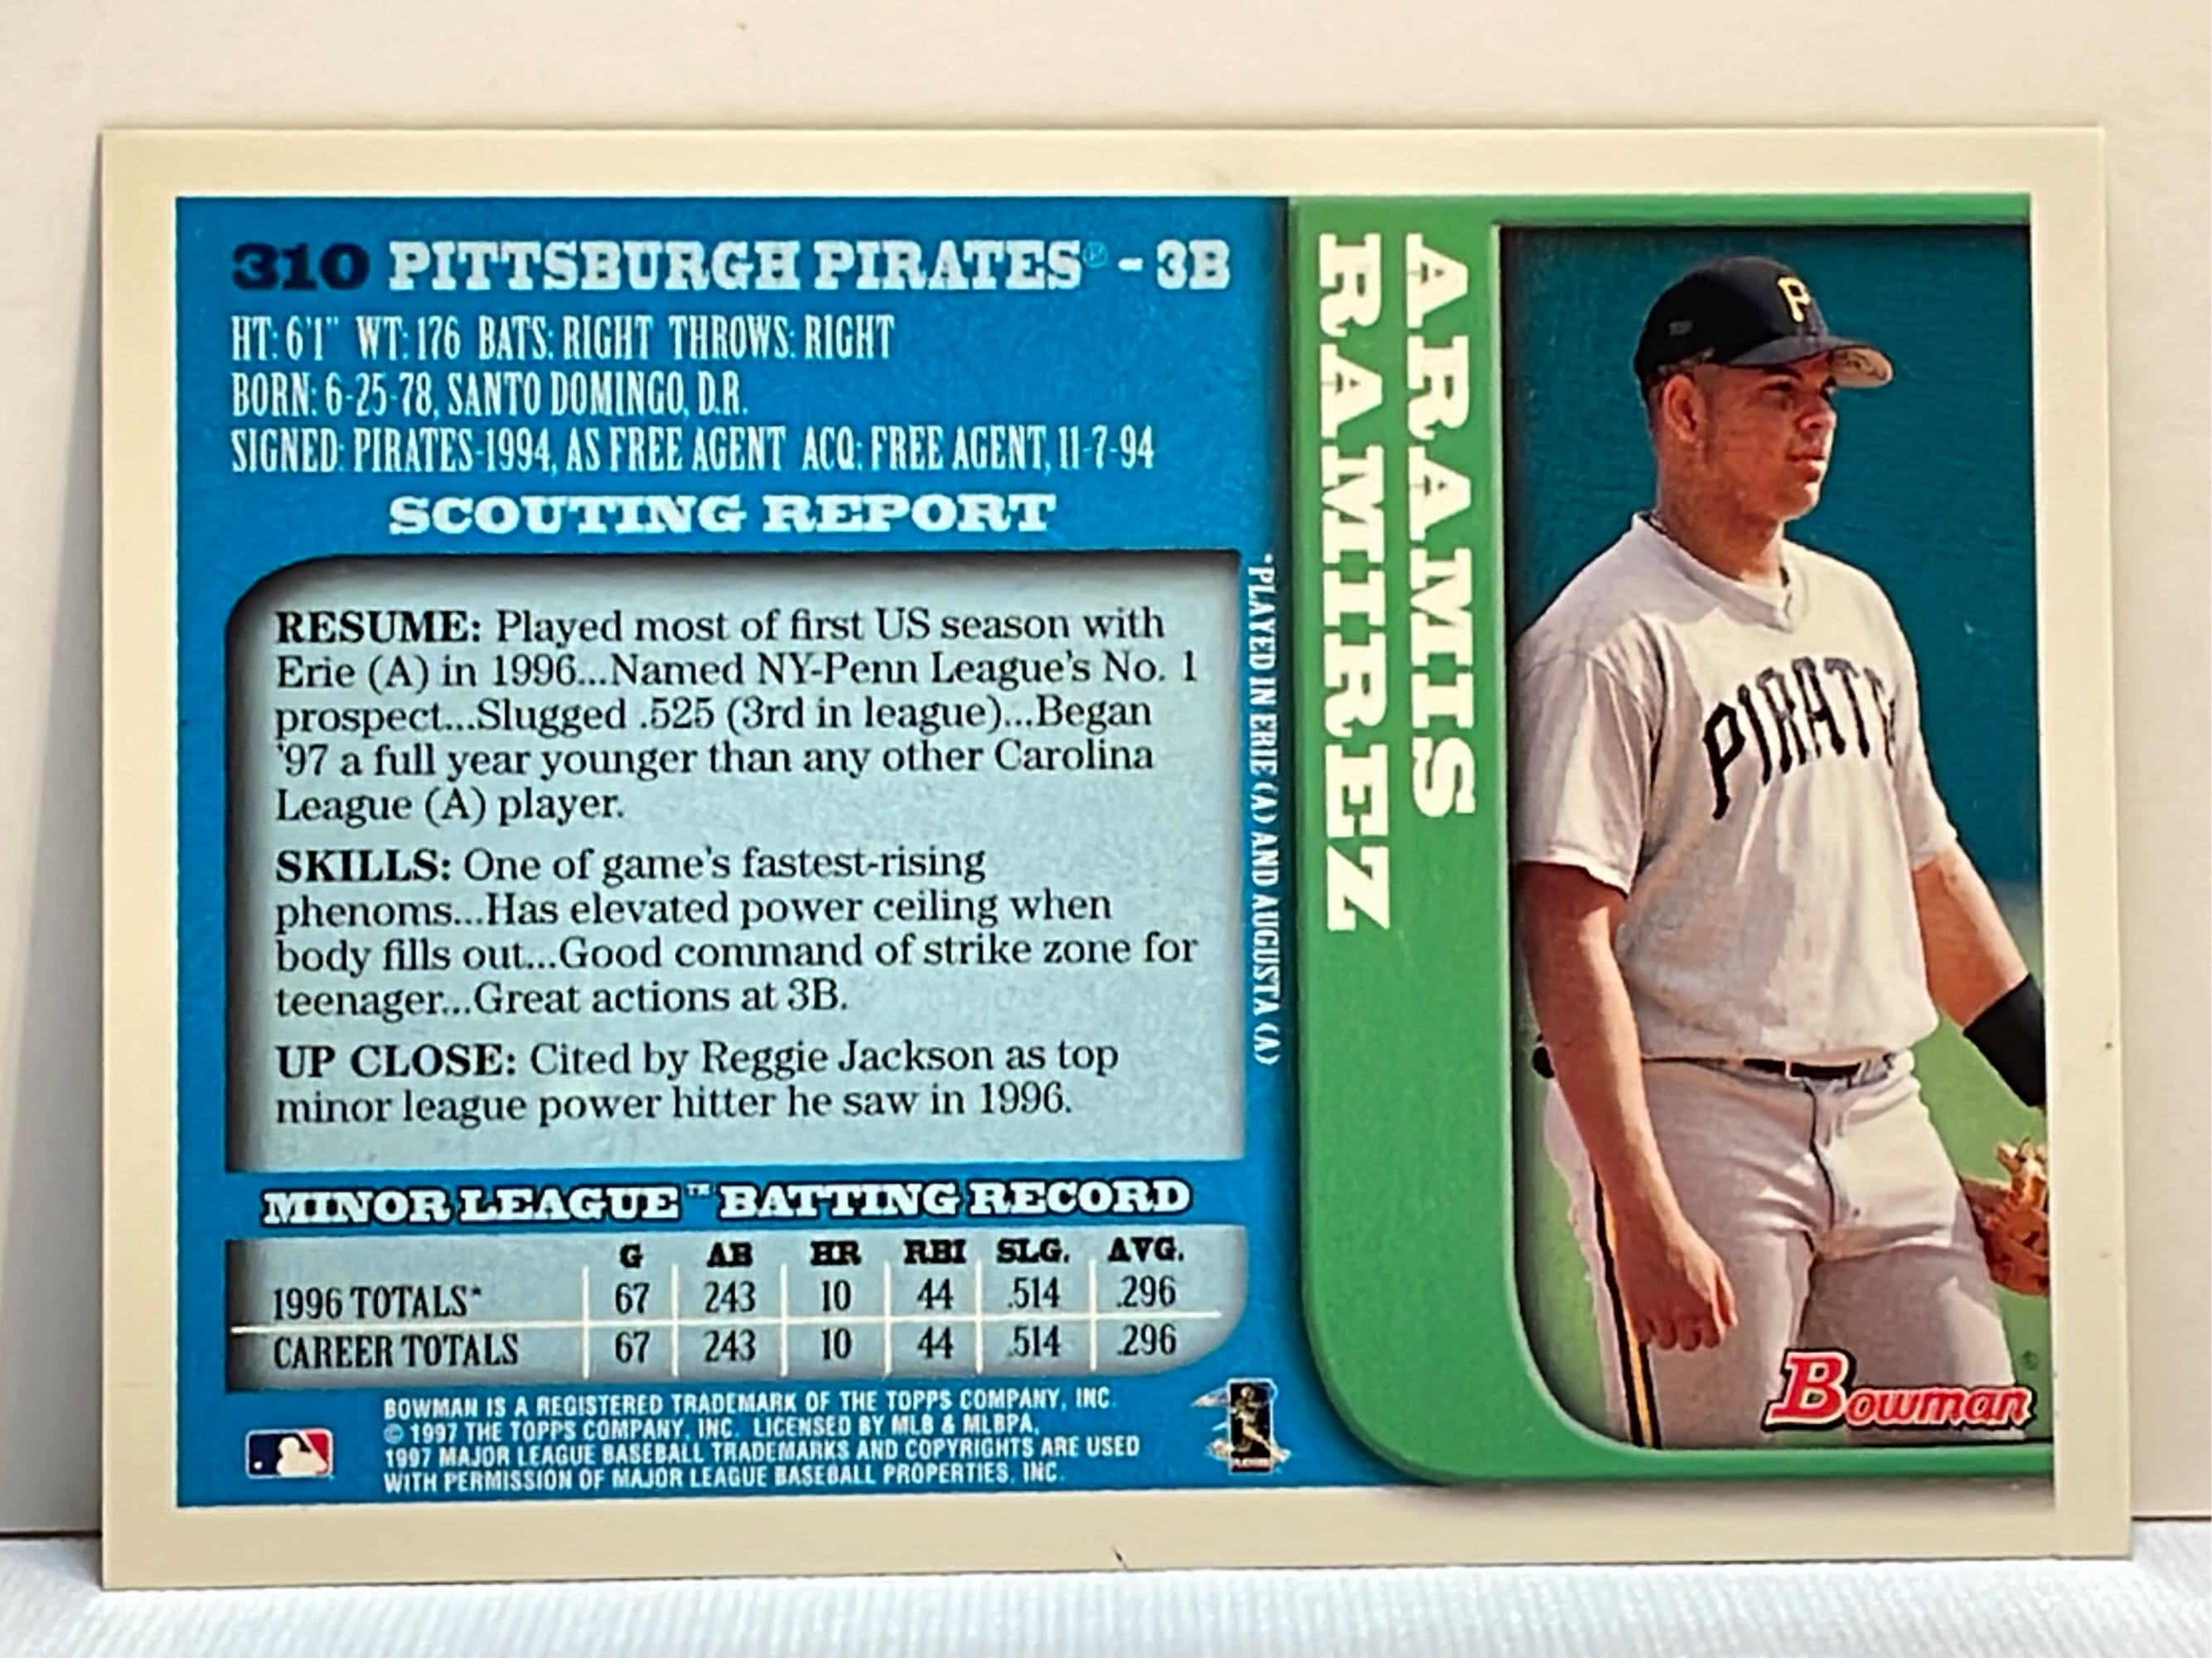 310 PITTSBURGH PIRATES® - 3B
HT: 6'1" WT: 176 BATS: RIGHT THROWS: RIGHT
BORN: 6-25-78, SANTO DOMINGO, D.R.
SIGNED: PIRATES-1994, AS FREE AGENT ACQ: FREE AGENT, 11-7-94
SCOUTING REPORT
RESUME: Played most of first US season with
Erie (A) in 1996...Named NY-Penn League's No. 1
prospect...Slugged .525 (3rd in league)...Began
'97 a full year younger than any other Carolina
League (A) player.
SKILLS: One of game's fastest-rising
phenoms...Has elevated power ceiling when
body fills out...Good command of strike zone for
teenager...Great actions at 3B.
UP CLOSE: Cited by Reggie Jackson as top
minor league power hitter he saw in 1996.
*PLAYED IN ERIE (A) AND AUGUSTA (A)
MINOR LEAGUE™ BATTING RECORD
G AB HR RBI SLG. AVG.
1996 TOTALS* 67 243 10 44 .514 .296
CAREER TOTALS 67 243 10 44 .514 .296
BOWMAN IS A REGISTERED TRADEMARK OF THE TOPPS COMPANY, INC.
© 1997 THE TOPPS COMPANY, INC. LICENSED BY MLB & MLBPA.
1997 MAJOR LEAGUE BASEBALL TRADEMARKS AND COPYRIGHTS ARE USED
WITH PERMISSION OF MAJOR LEAGUE BASEBALL PROPERTIES, INC.
ARAMIS
RAMIREZ
P
PIRATE
Bowman